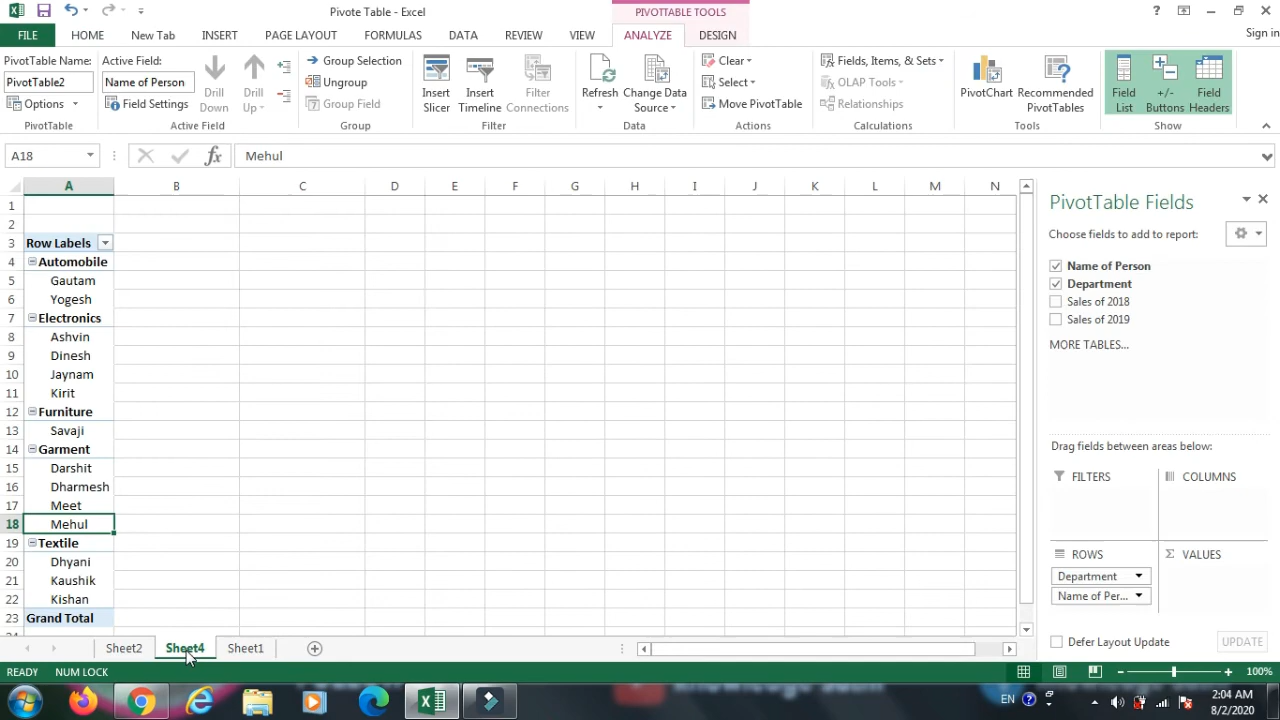 Pivote Table - Excel
PIVOTTABLE TOOLS
?
FILE HOME New Tab INSERT PAGE LAYOUT FORMULAS DATA REVIEW VIEW ANALYZE DESIGN Sign in
PivotTable Name:
PivotTable2
Options
PivotTable
Active Field:
Name of Person
Field Settings
Drill Down
Drill Up
Active Field
Group Selection
Ungroup
7 Group Field
Group
Insert Slicer
Insert Timeline
Filter Connections
Filter
Refresh
Change Data Source
Data
Clear
Select
Move PivotTable
Actions
Fields, Items, & Sets
OLAP Tools
Relationships
Calculations
PivotChart
Recommended PivotTables
Tools
Field List
+/- Buttons
Field Headers
Show
A18 fx Mehul
A B C D E F G H I J K L M N
1
2
3 Row Labels
4 Automobile
5 Gautam
6 Yogesh
7 Electronics
8 Ashvin
9 Dinesh
10 Jaynam
11 Kirit
12 Furniture
13 Savaji
14 Garment
15 Darshit
16 Dharmesh
17 Meet
18 Mehul
19 Textile
20 Dhyani
21 Kaushik
22 Kishan
23 Grand Total
PivotTable Fields
Choose fields to add to report:
Name of Person
Department
Sales of 2018
Sales of 2019
MORE TABLES...
Drag fields between areas below:
FILTERS COLUMNS
ROWS Σ VALUES
Department
Name of Per...
Defer Layout Update UPDATE
Sheet2 Sheet4 Sheet1
READY NUM LOCK 100%
EN
2:04 AM
8/2/2020